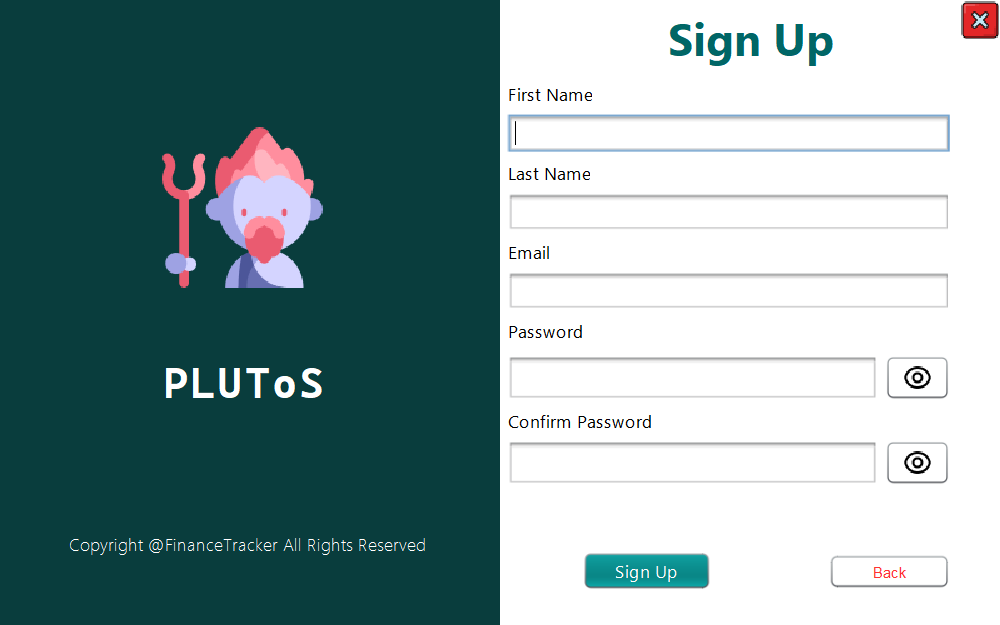 PLUToS
Copyright @FinanceTracker All Rights Reserved
Sign Up
First Name
Last Name
Email
Password
Confirm Password
Sign Up
Back